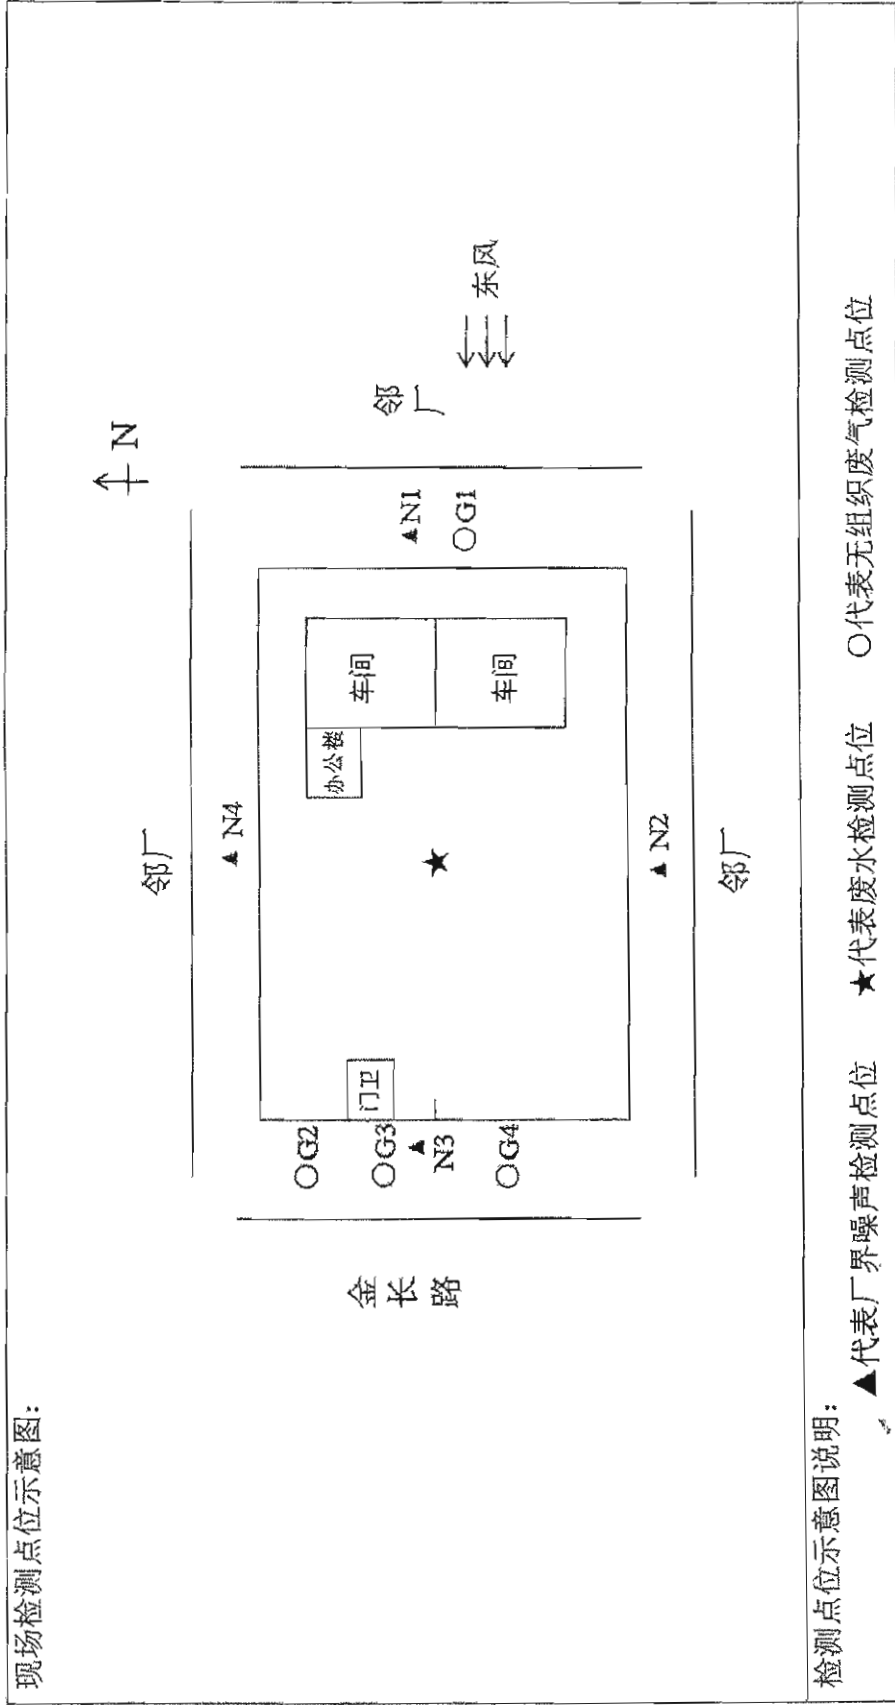 现场检测点位示意图：
N
邻厂
▲N4
办公楼
车间
车间
▲N1
○G1
邻厂
东风
★
门卫
○G2
○G3
▲
N3
○G4
金长路
▲N2
邻厂
检测点位示意图说明：
▲代表厂界噪声检测点位 ★代表废水检测点位 ○代表无组织废气检测点位